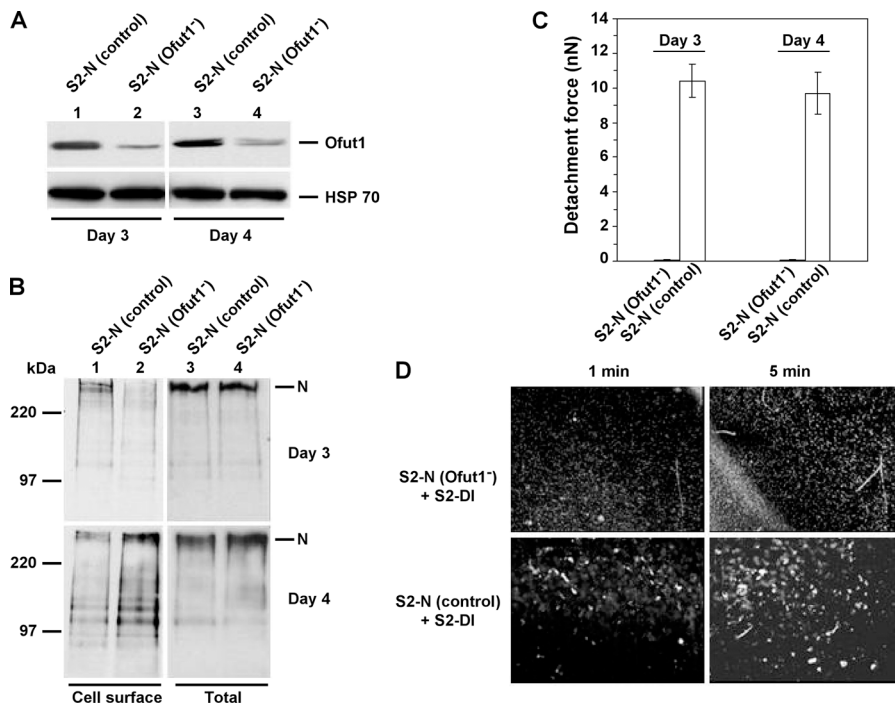 A
S2-N (control)
S2-N (Ofut1-)
S2-N (control)
S2-N (Ofut1-)
1 2 3 4
Ofut1
HSP 70
Day 3 Day 4
B
S2-N (control)
S2-N (Ofut1-)
S2-N (control)
S2-N (Ofut1-)
kDa 1 2 3 4
N
220
Day 3
97
N
220
Day 4
97
Cell surface Total
C
Detachment force (nN)
14
12
10
8
6
4
2
0
Day 3 Day 4
S2-N (Ofut1-)
S2-N (control)
S2-N (Ofut1-)
S2-N (control)
D
1 min 5 min
S2-N (Ofut1-)
+ S2-Dl
S2-N (control)
+ S2-Dl